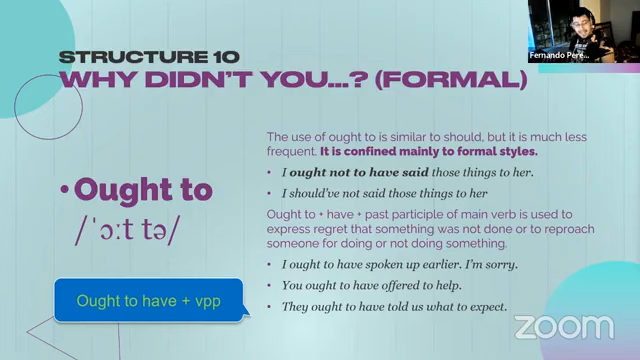 STRUCTURE 10
WHY DIDN'T YOU...? (FORMAL)
Fernando Pére...
• Ought to
/ˈɔːt tə/
Ought to have + vpp
The use of ought to is similar to should, but it is much less
frequent. It is confined mainly to formal styles.
• I ought not to have said those things to her.
• I should've not said those things to her
Ought to + have + past participle of main verb is used to
express regret that something was not done or to reproach
someone for doing or not doing something.
• I ought to have spoken up earlier. I'm sorry.
• You ought to have offered to help.
• They ought to have told us what to expect.
zoom